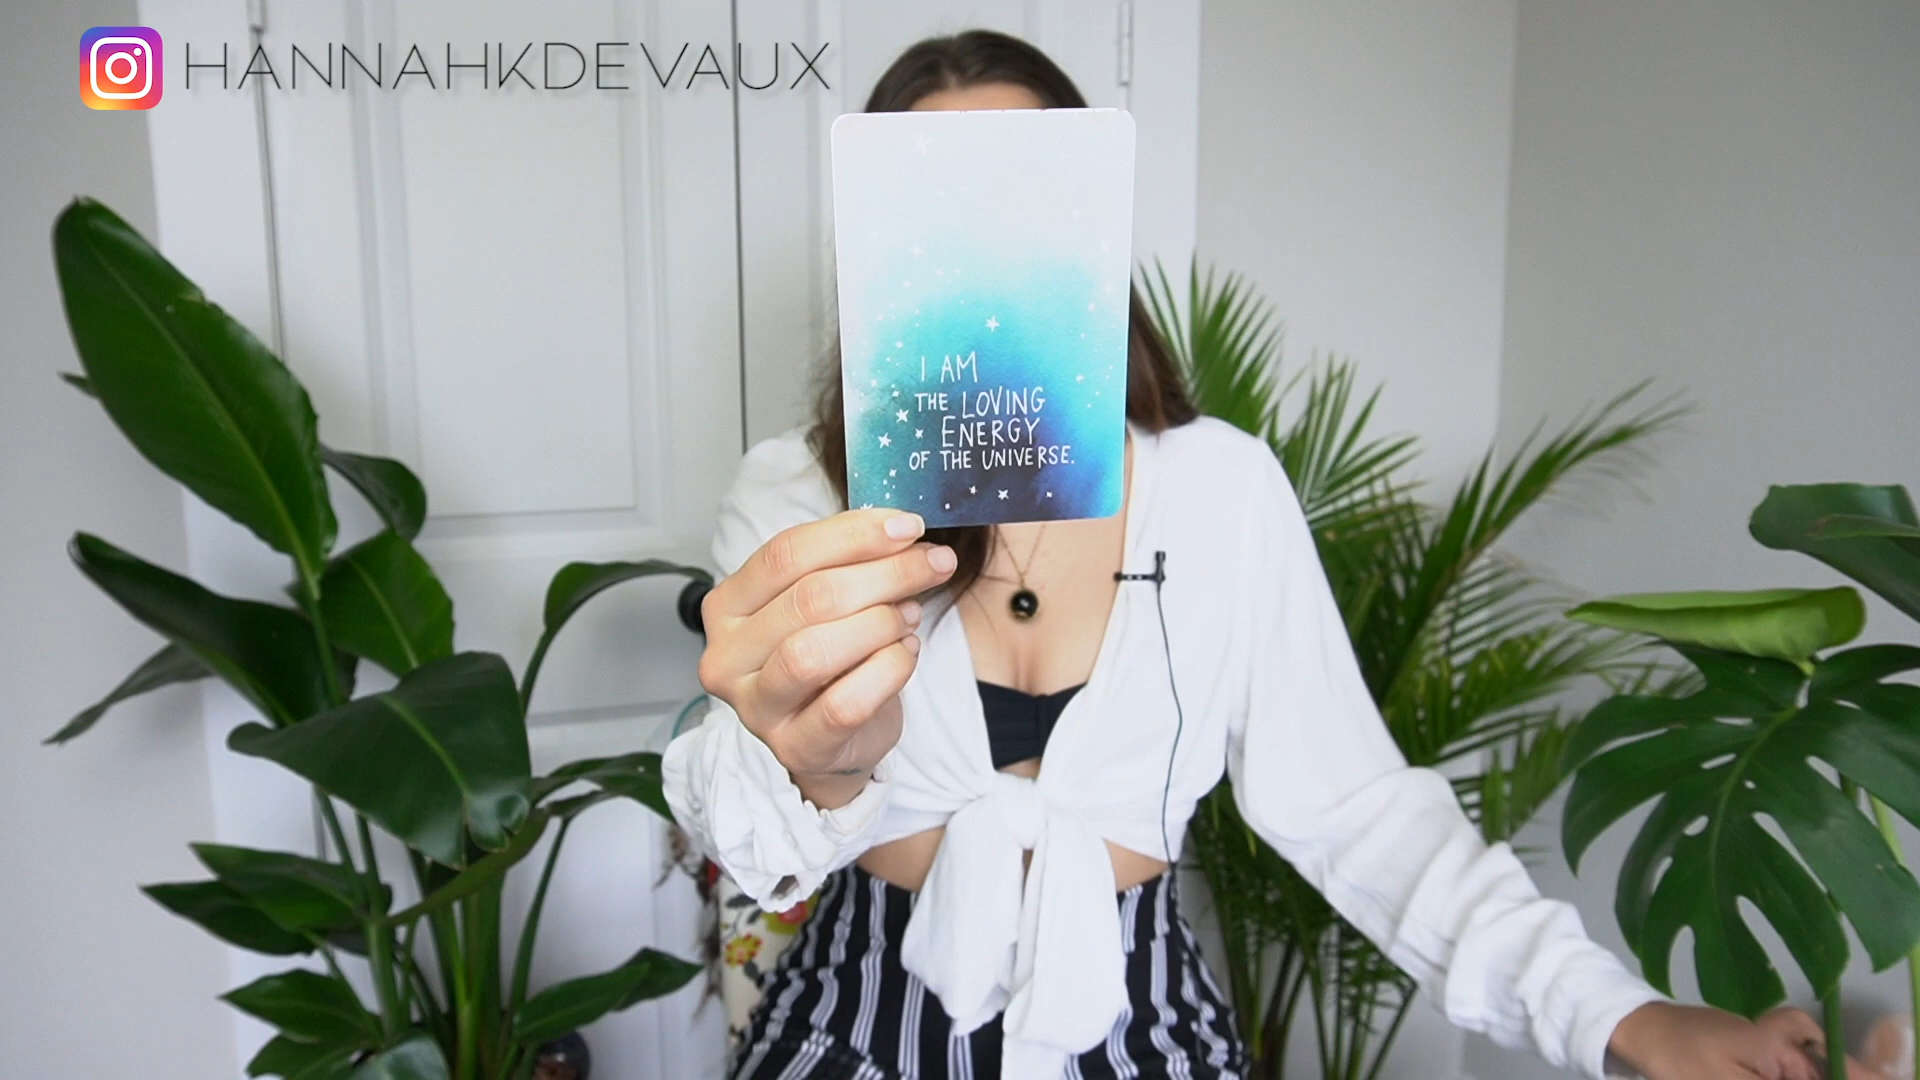 HANNAHKDEVAUX
I AM
THE LOVING
ENERGY
OF THE UNIVERSE.